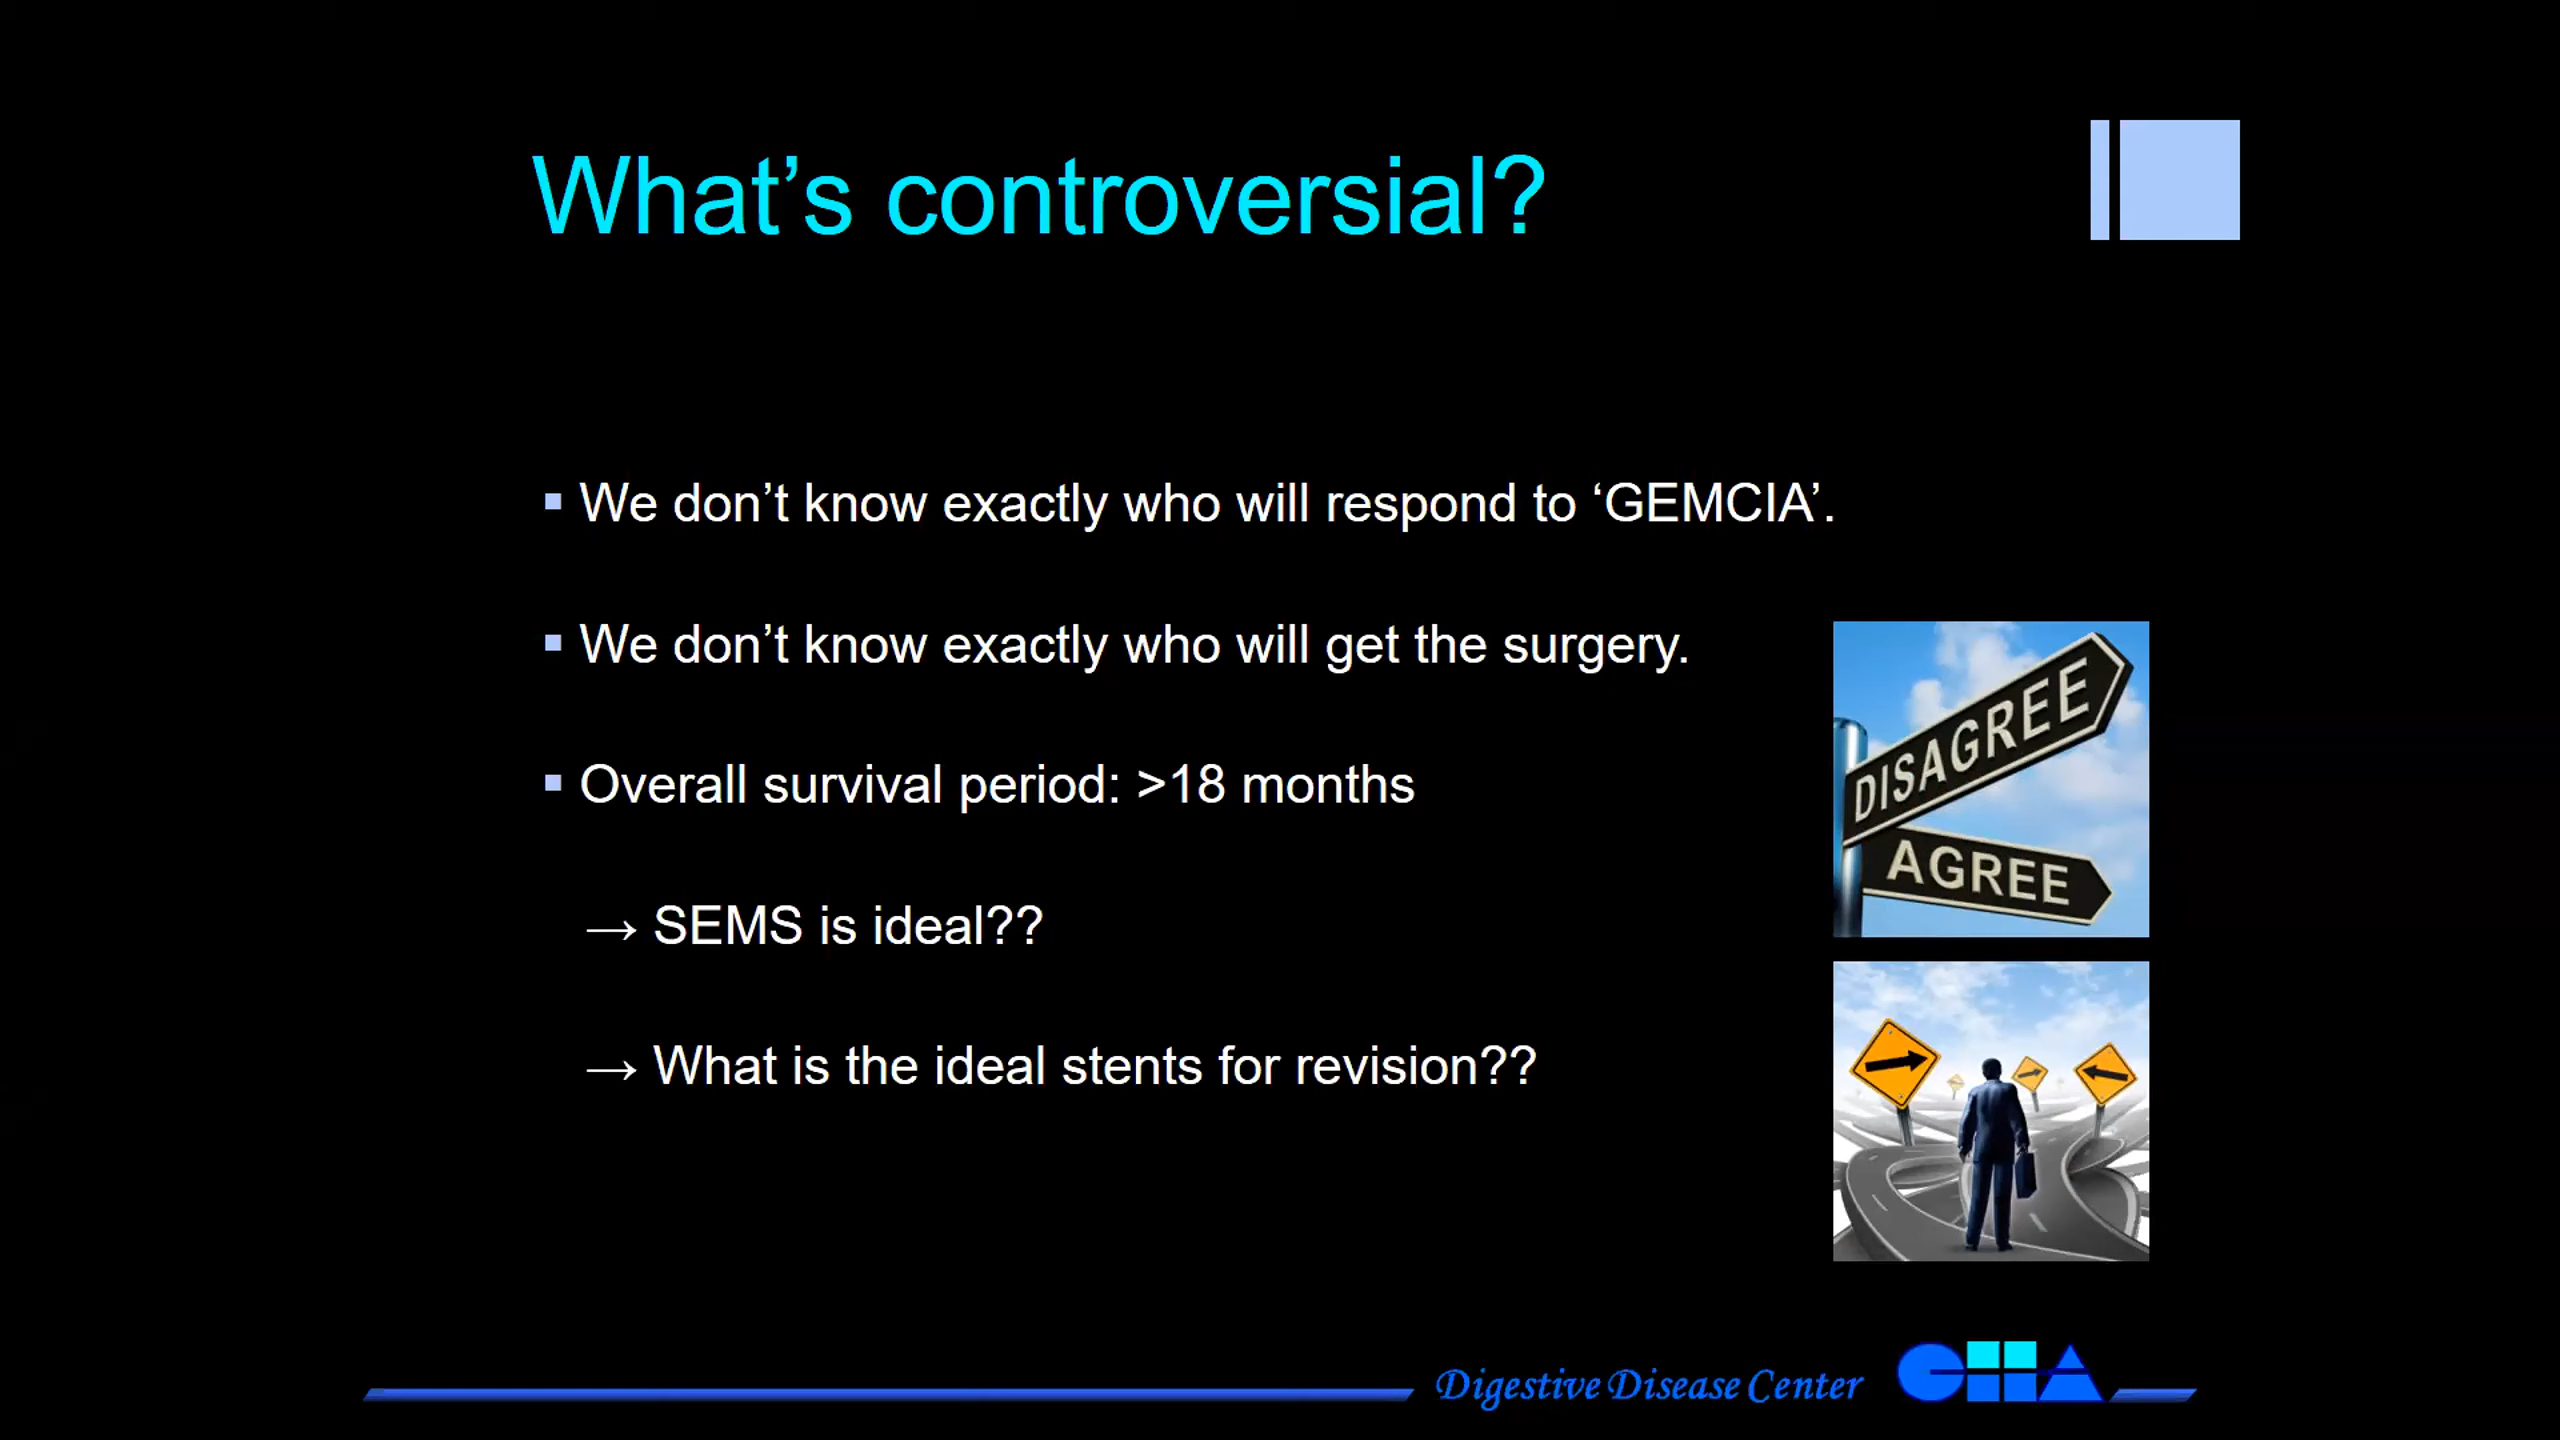 What’s controversial?
▪ We don’t know exactly who will respond to ‘GEMCIA’.
▪ We don’t know exactly who will get the surgery.
▪ Overall survival period: >18 months
→ SEMS is ideal??
→ What is the ideal stents for revision??
DISAGREE
AGREE
Digestive Disease Center
CHA